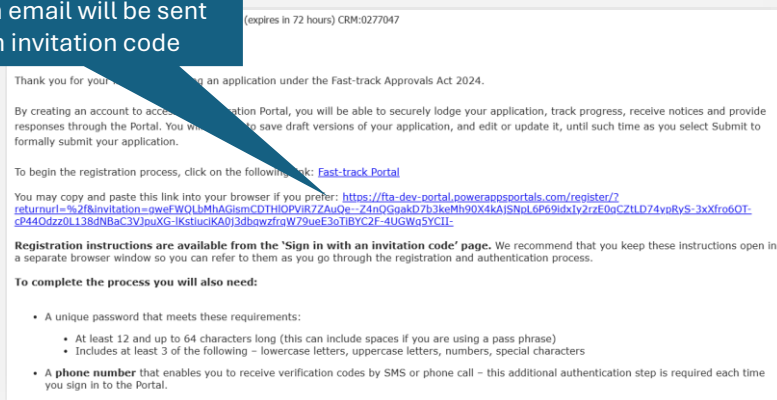 email will be sent
invitation code
(expires in 72 hours) CRM:0277047
Thank you for your an application under the Fast-track Approvals Act 2024.
By creating an account to access Portal, you will be able to securely lodge your application, track progress, receive notices and provide
responses through the Portal. You to save draft versions of your application, and edit or update it, until such time as you select Submit to
formally submit your application.
To begin the registration process, click on the following link: Fast-track Portal
You may copy and paste this link into your browser if you prefer: https://fta-dev-portal.powerappsportals.com/register/?
returnurl=%2f&invitation=gweFWQLbMhAGismCDTHlOPViR7ZAuQe--Z4nQGgakD7b3keMh90X4kAjSNpL6P69idxIy2rzE0qCZtLD74ypRyS-3xXfro6OT-
cP44Odzz0L138dNBaC3VJpuXG-lKstiuciKA0j3dbqwzfrqW79ueE3oTiBYC2F-4UGWq5YCII-
Registration instructions are available from the ‘Sign in with an invitation code’ page. We recommend that you keep these instructions open in
a separate browser window so you can refer to them as you go through the registration and authentication process.
To complete the process you will also need:
• A unique password that meets these requirements:
• At least 12 and up to 64 characters long (this can include spaces if you are using a pass phrase)
• Includes at least 3 of the following – lowercase letters, uppercase letters, numbers, special characters
• A phone number that enables you to receive verification codes by SMS or phone call – this additional authentication step is required each time
you sign in to the Portal.